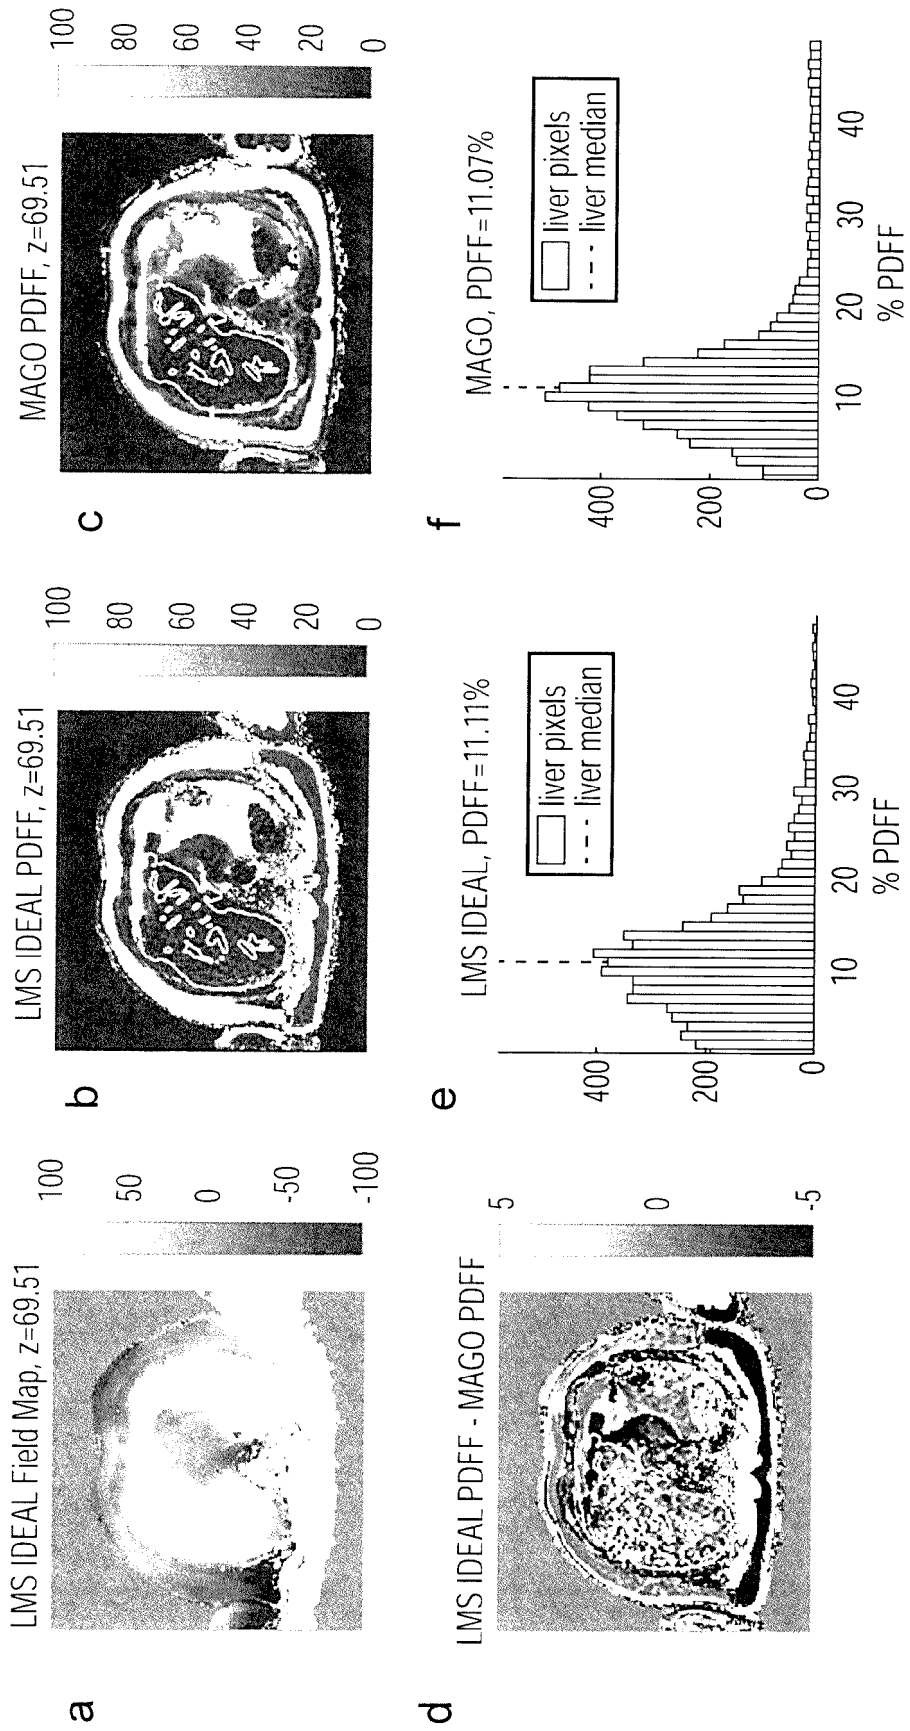 a
LMS IDEAL Field Map, z=69.51
100
50
0
-50
-100
b
LMS IDEAL PDFF, z=69.51
100
80
60
40
20
0
c
MAGO PDFF, z=69.51
100
80
60
40
20
0
d
LMS IDEAL PDFF - MAGO PDFF
5
0
-5
e
LMS IDEAL, PDFF=11.11%
liver pixels
liver median
400
200
0
10
20
30
40
% PDFF
f
MAGO, PDFF=11.07%
liver pixels
liver median
400
200
0
10
20
30
40
% PDFF